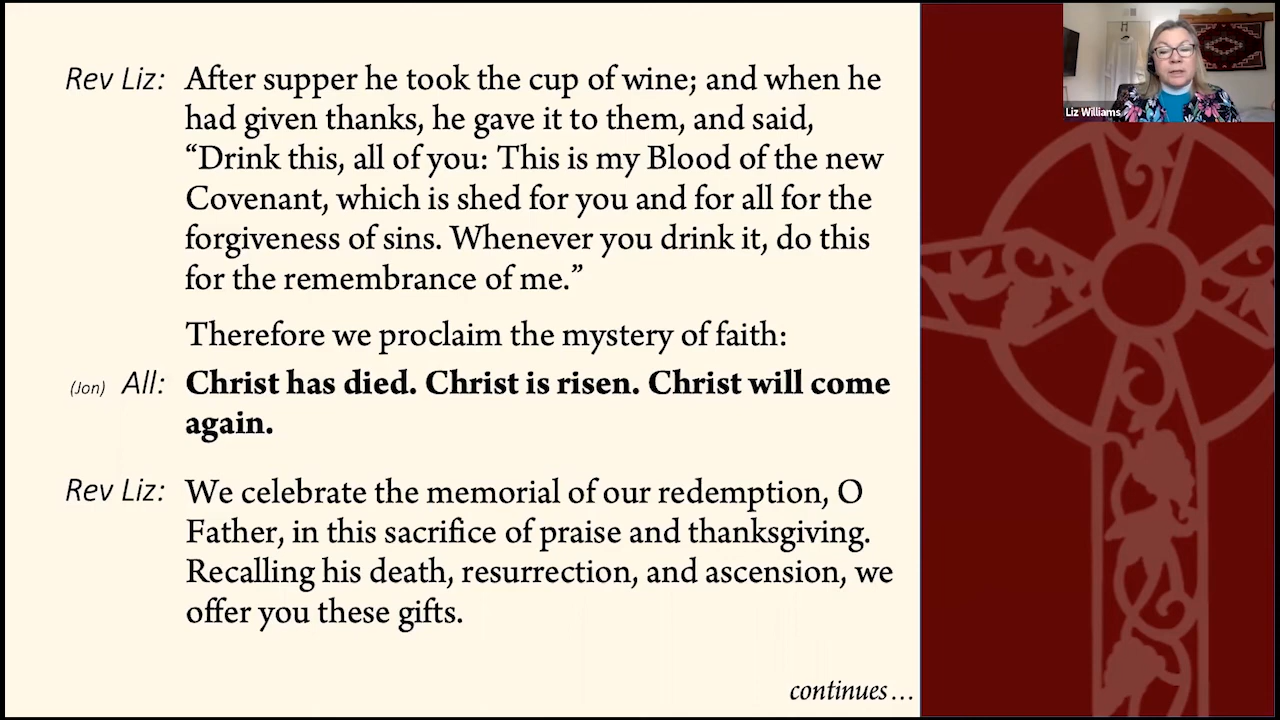 Rev Liz: After supper he took the cup of wine; and when he
had given thanks, he gave it to them, and said,
“Drink this, all of you: This is my Blood of the new
Covenant, which is shed for you and for all for the
forgiveness of sins. Whenever you drink it, do this
for the remembrance of me.”
Therefore we proclaim the mystery of faith:
(Jon) All: Christ has died. Christ is risen. Christ will come
again.
Rev Liz: We celebrate the memorial of our redemption, O
Father, in this sacrifice of praise and thanksgiving.
Recalling his death, resurrection, and ascension, we
offer you these gifts.
continues…
Liz Williams